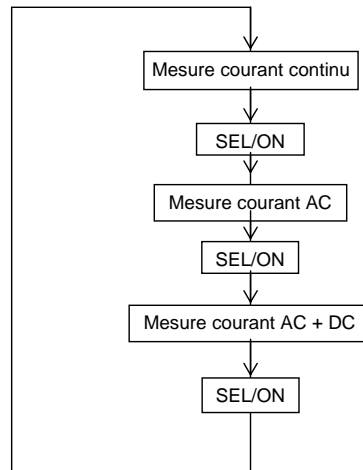 Mesure courant continu
SEL/ON
Mesure courant AC
SEL/ON
Mesure courant AC + DC
SEL/ON